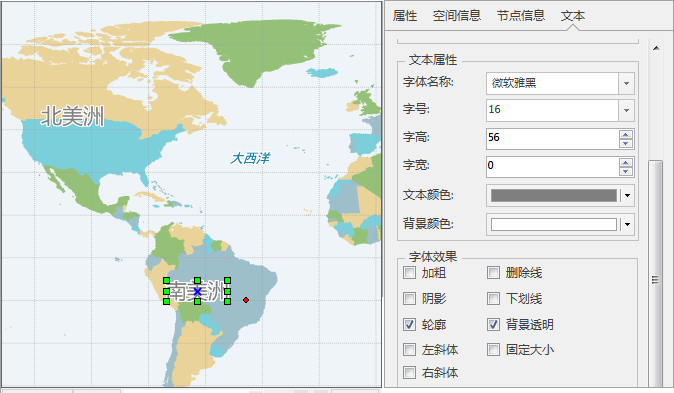 北美洲
大西洋
南美洲
属性 空间信息 节点信息 文本
文本属性
字体名称: 微软雅黑
字号: 16
字高: 56
字宽: 0
文本颜色:
背景颜色:
字体效果
加粗 删除线
阴影 下划线
轮廓 背景透明
左斜体 固定大小
右斜体